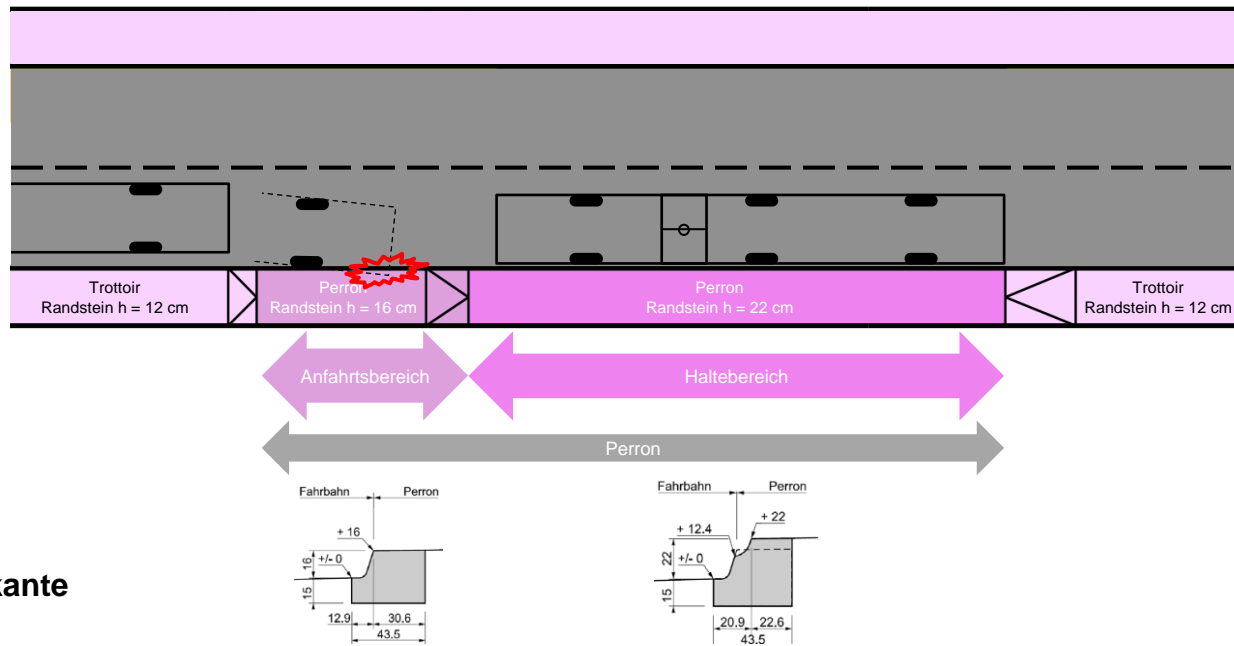 Trottoir
Randstein h = 12 cm
Perron
Randstein h = 16 cm
Perron
Randstein h = 22 cm
Trottoir
Randstein h = 12 cm
Anfahrtsbereich
Haltebereich
Perron
Fahrbahn
Perron
+ 16
+/- 0
16
15
12.9
30.6
43.5
Fahrbahn
Perron
+ 22
+ 12.4
+/- 0
22
15
20.9
22.6
43.5
kante